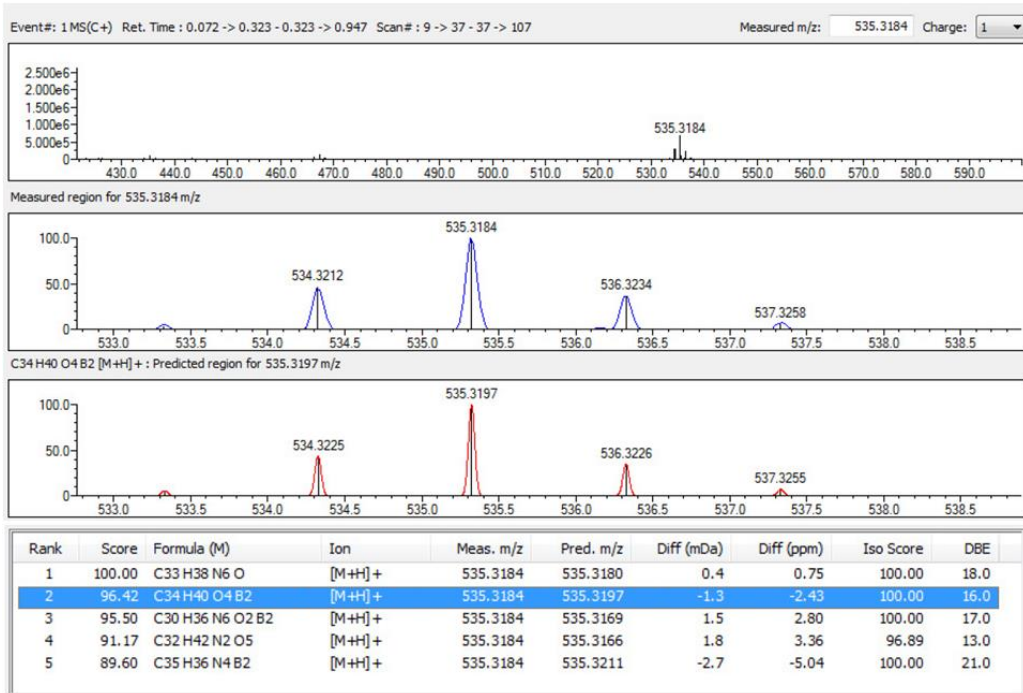 Event#: 1 MS(C+) Ret. Time : 0.072 -> 0.323 - 0.323 -> 0.947 Scan# : 9 -> 37 - 37 -> 107 Measured m/z: 535.3184 Charge: 1
2.500e6
2.000e6
1.500e6
1.000e6
5.000e5
0
535.3184
430.0 440.0 450.0 460.0 470.0 480.0 490.0 500.0 510.0 520.0 530.0 540.0 550.0 560.0 570.0 580.0 590.0
Measured region for 535.3184 m/z
100.0
50.0
0
534.3212 535.3184 536.3234 537.3258
533.0 533.5 534.0 534.5 535.0 535.5 536.0 536.5 537.0 537.5 538.0 538.5
C34 H40 O4 B2 [M+H]+ : Predicted region for 535.3197 m/z
100.0
50.0
0
534.3225 535.3197 536.3226 537.3255
533.0 533.5 534.0 534.5 535.0 535.5 536.0 536.5 537.0 537.5 538.0 538.5
Rank Score Formula (M) Ion Meas. m/z Pred. m/z Diff (mDa) Diff (ppm) Iso Score DBE
1 100.00 C33 H38 N6 O [M+H]+ 535.3184 535.3180 0.4 0.75 100.00 18.0
2 96.42 C34 H40 O4 B2 [M+H]+ 535.3184 535.3197 -1.3 -2.43 100.00 16.0
3 95.50 C30 H36 N6 O2 B2 [M+H]+ 535.3184 535.3169 1.5 2.80 100.00 17.0
4 91.17 C32 H42 N2 O5 [M+H]+ 535.3184 535.3166 1.8 3.36 96.89 13.0
5 89.60 C35 H36 N4 B2 [M+H]+ 535.3184 535.3211 -2.7 -5.04 100.00 21.0